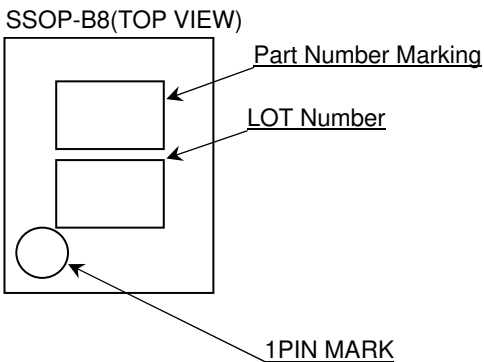 SSOP-B8(TOP VIEW)
Part Number Marking
LOT Number
1PIN MARK